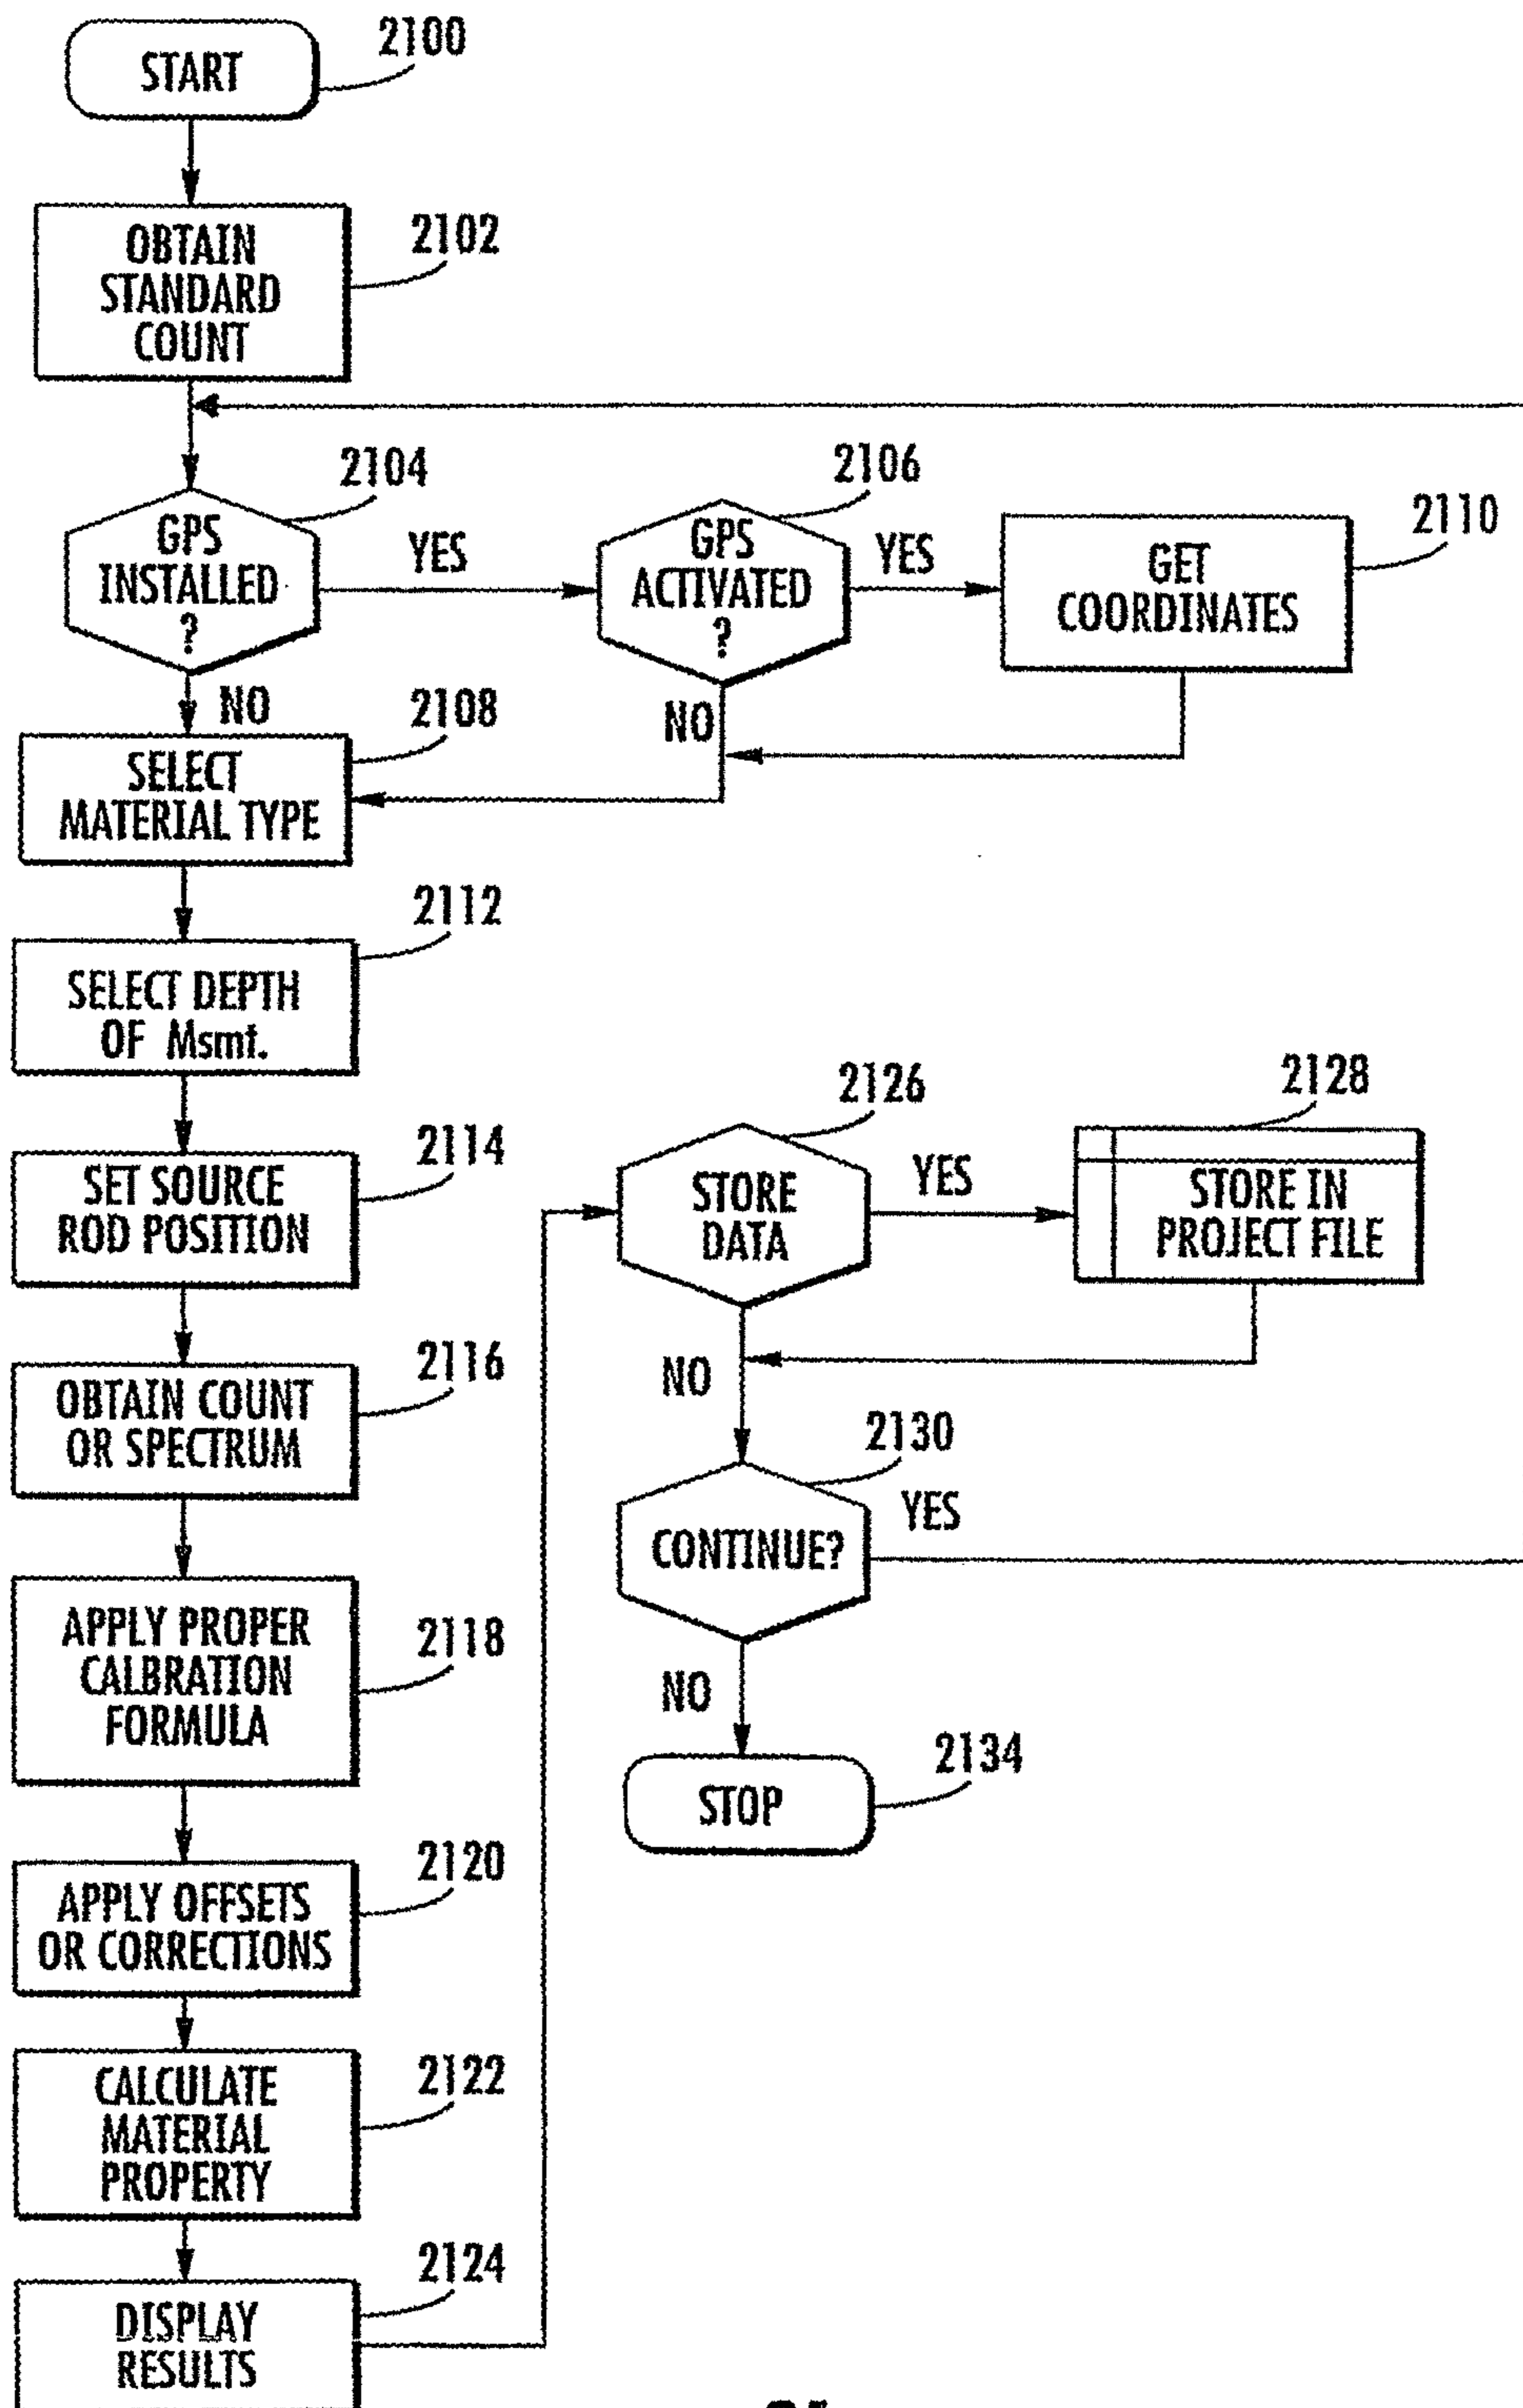 START
2100
OBTAIN
STANDARD
COUNT
2102
GPS
INSTALLED
?
2104
YES
GPS
ACTIVATED
?
2106
YES
GET
COORDINATES
2110
NO
NO
SELECT
MATERIAL TYPE
2108
SELECT DEPTH
OF Msmt.
2112
SET SOURCE
ROD POSITION
2114
OBTAIN COUNT
OR SPECTRUM
2116
APPLY PROPER
CALBRATION
FORMULA
2118
APPLY OFFSETS
OR CORRECTIONS
2120
CALCULATE
MATERIAL
PROPERTY
2122
DISPLAY
RESULTS
2124
STORE
DATA
2126
YES
STORE IN
PROJECT FILE
2128
NO
CONTINUE?
2130
YES
NO
STOP
2134